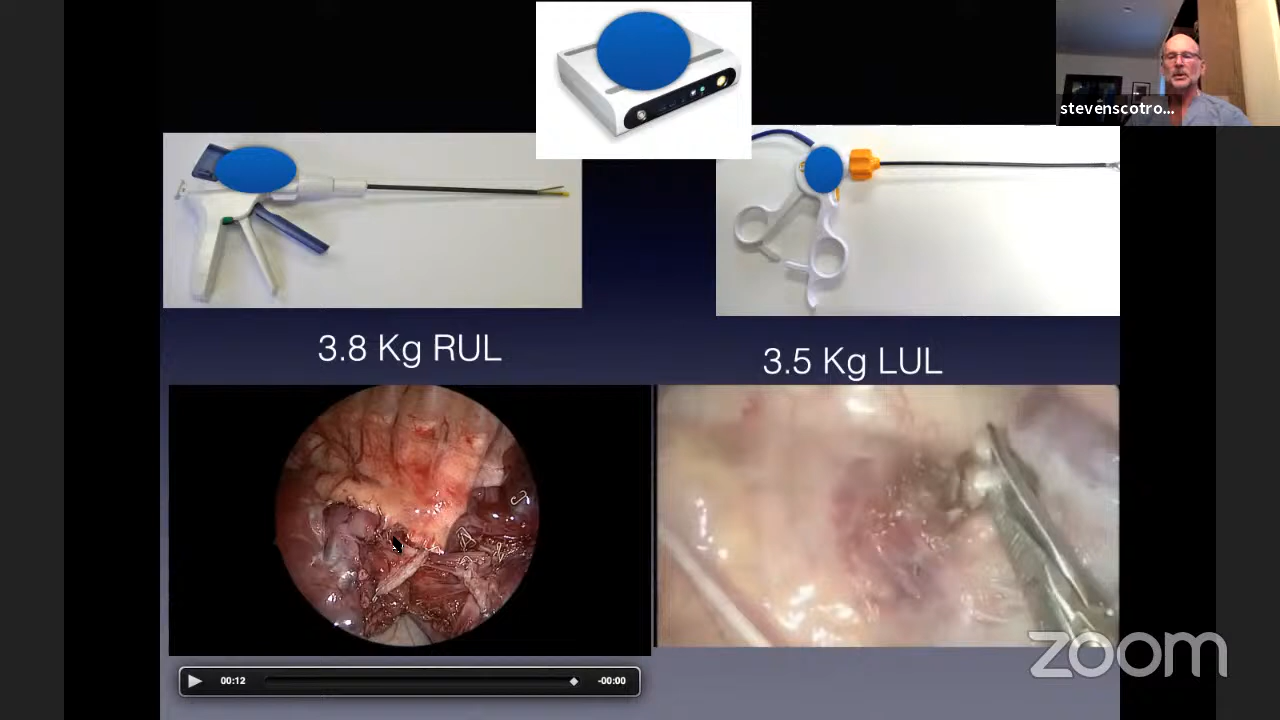 stevenscotro...
3.8 Kg RUL
3.5 Kg LUL
00:12
-00:00
zoom